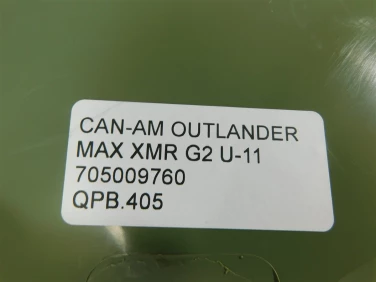 CAN-AM OUTLANDER
MAX XMR G2 U-11
705009760
QPB.405